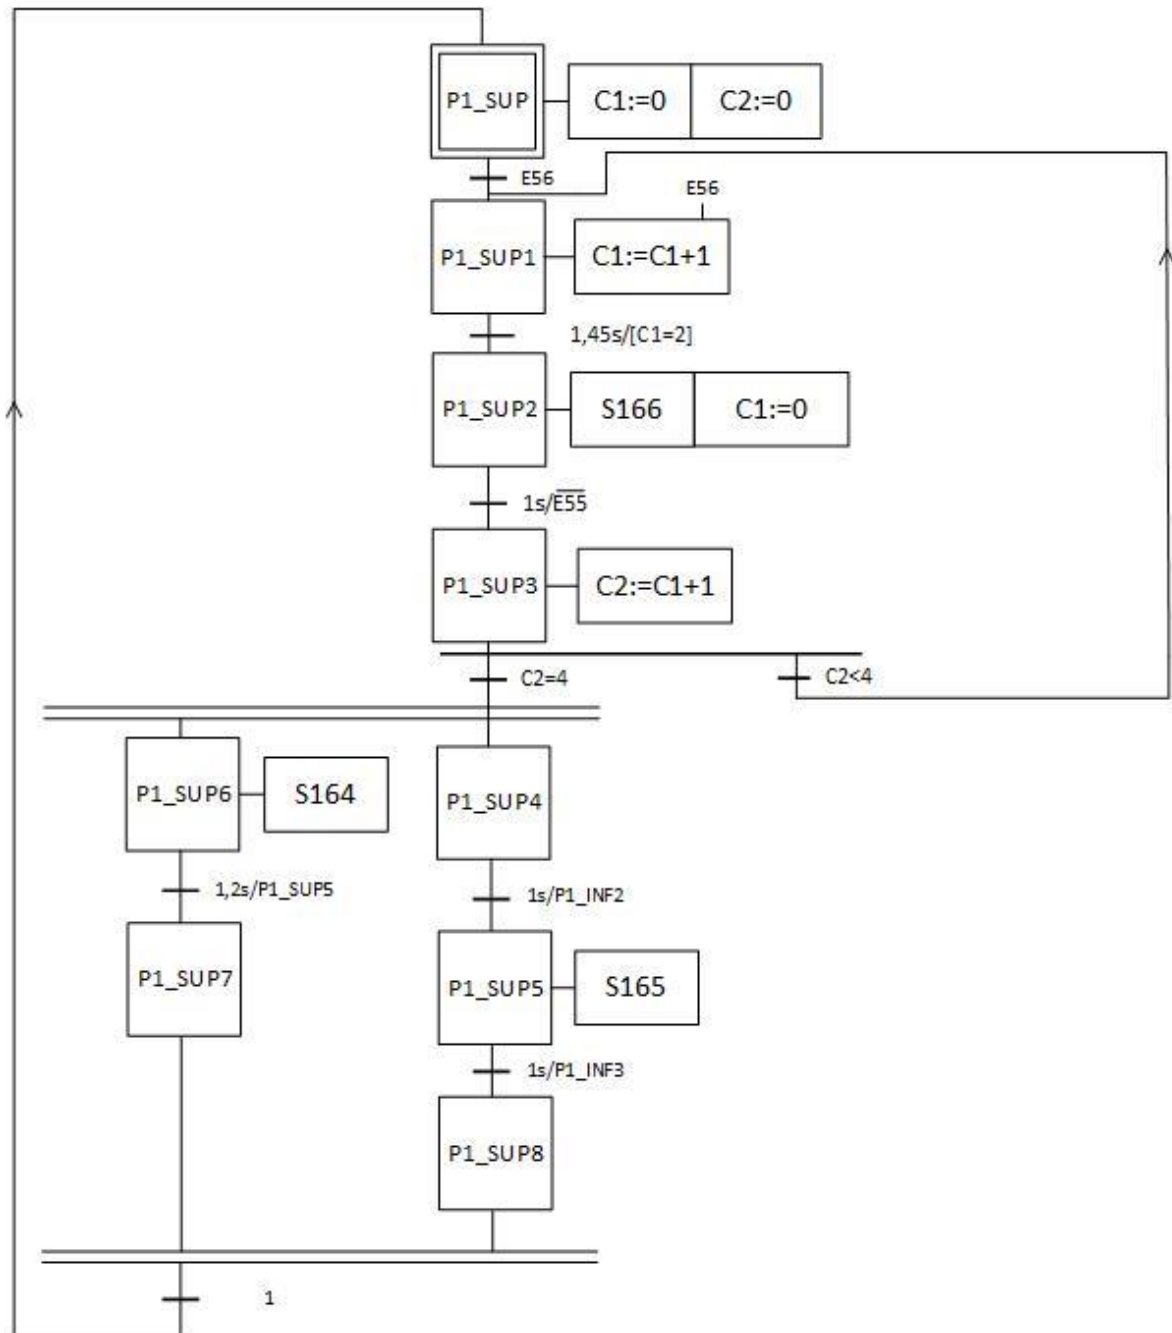 P1_SUP
C1:=0
C2:=0
E56
E56
P1_SUP1
C1:=C1+1
1,45s/[C1=2]
P1_SUP2
S166
C1:=0
1s/E̅5̅5̅
P1_SUP3
C2:=C1+1
C2=4
C2<4
P1_SUP6
S164
P1_SUP4
1,2s/P1_SUP5
1s/P1_INF2
P1_SUP7
P1_SUP5
S165
1s/P1_INF3
P1_SUP8
1